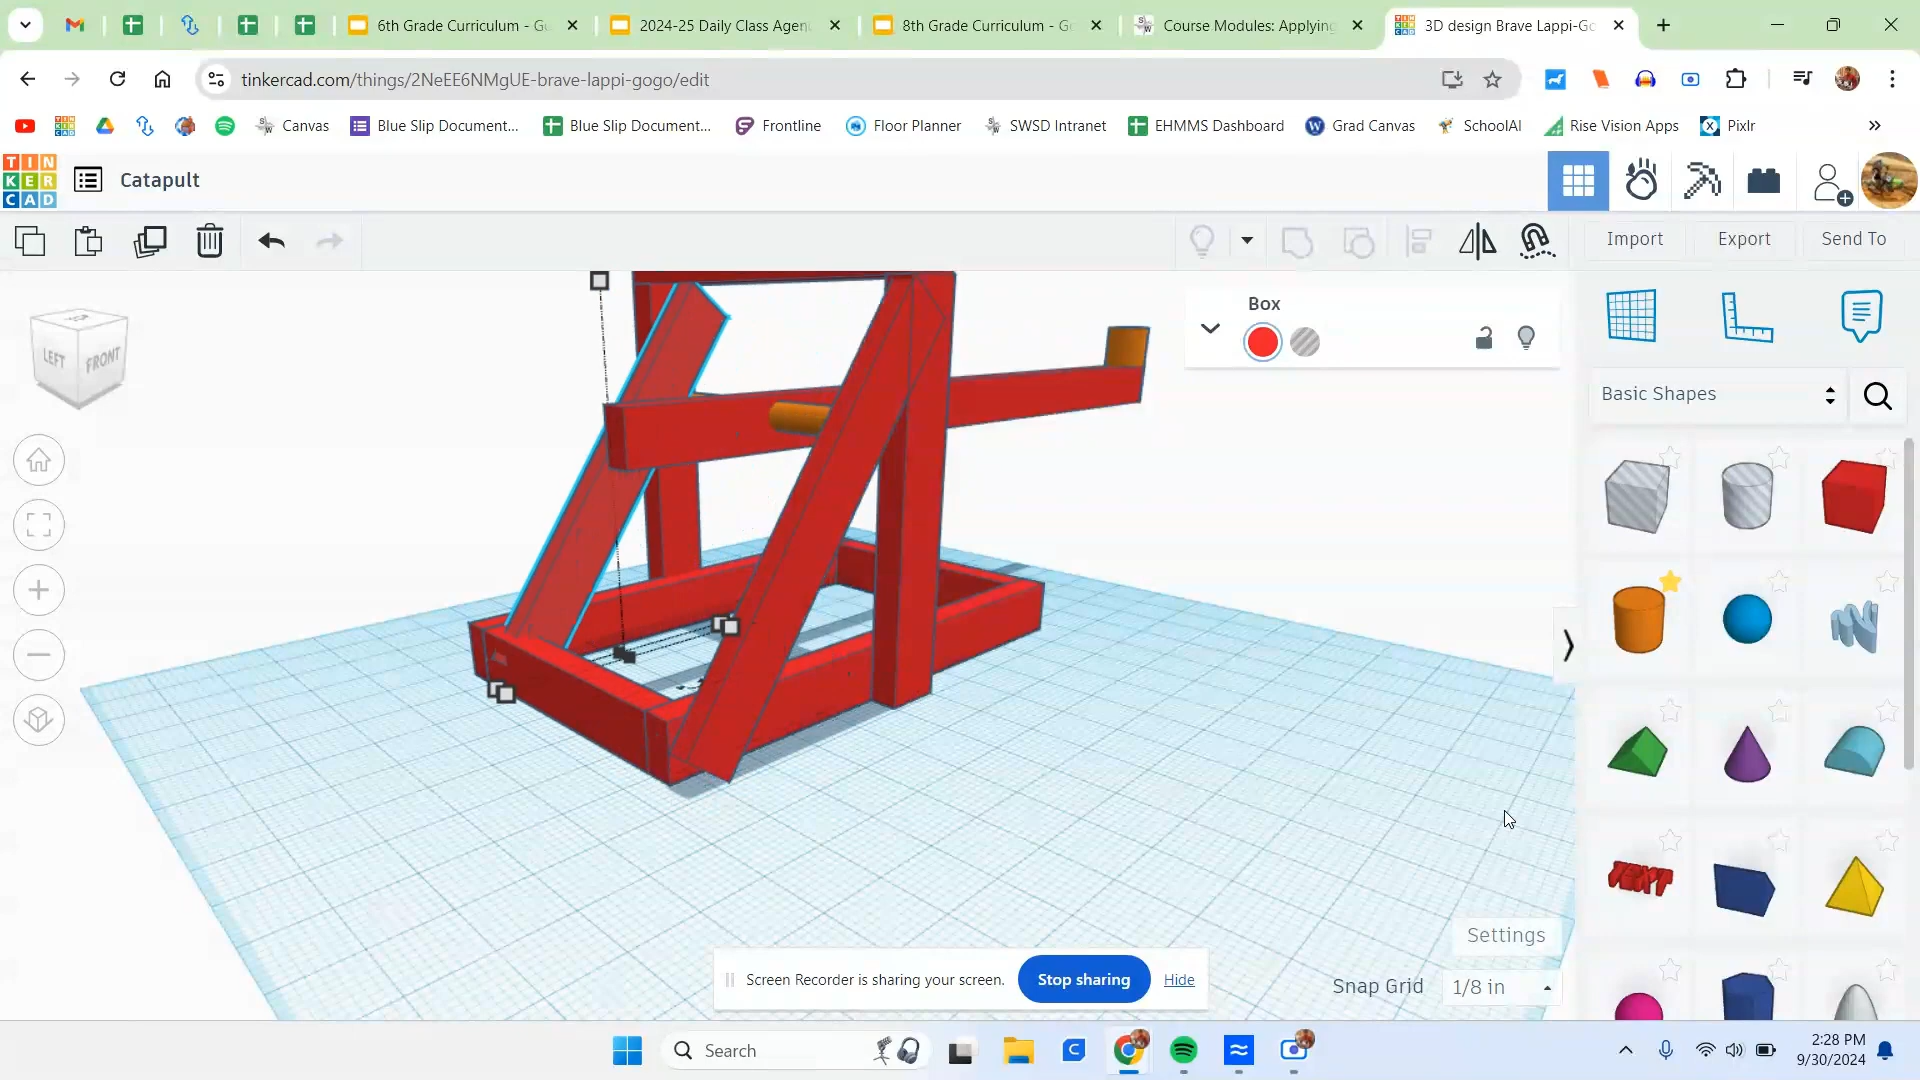 6th Grade Curriculum - G
2024-25 Daily Class Agen
8th Grade Curriculum - G
Course Modules: Applying
3D design Brave Lappi-Go
tinkercad.com/things/2NeEE6NMgUE-brave-lappi-gogo/edit
Canvas
Blue Slip Document...
Blue Slip Document...
Frontline
Floor Planner
SWSD Intranet
EHMMS Dashboard
Grad Canvas
SchoolAI
Rise Vision Apps
Pixlr
TIN
KER
CAD
Catapult
Import
Export
Send To
LEFT
FRONT
Box
Basic Shapes
TEXT
Settings
Screen Recorder is sharing your screen.
Stop sharing
Hide
Snap Grid
1/8 in
Search
2:28 PM
9/30/2024